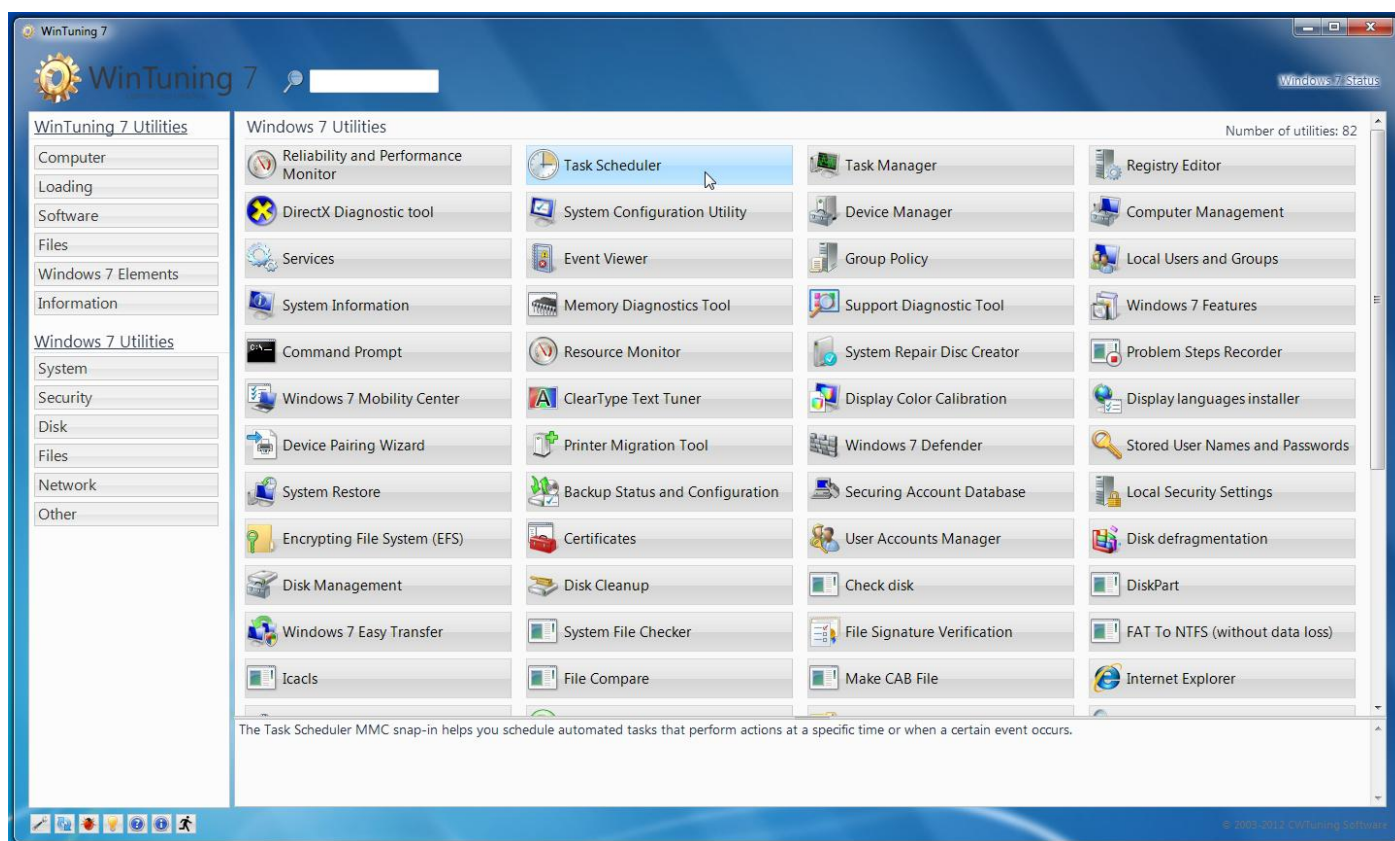 WinTuning 7
WinTuning 7
Windows 7 Status
WinTuning 7 Utilities
Computer
Loading
Software
Files
Windows 7 Elements
Information
Windows 7 Utilities
System
Security
Disk
Files
Network
Other
Windows 7 Utilities
Number of utilities: 82
Reliability and Performance
Monitor
Task Scheduler
Task Manager
Registry Editor
DirectX Diagnostic tool
System Configuration Utility
Device Manager
Computer Management
Services
Event Viewer
Group Policy
Local Users and Groups
System Information
Memory Diagnostics Tool
Support Diagnostic Tool
Windows 7 Features
Command Prompt
Resource Monitor
System Repair Disc Creator
Problem Steps Recorder
Windows 7 Mobility Center
ClearType Text Tuner
Display Color Calibration
Display languages installer
Device Pairing Wizard
Printer Migration Tool
Windows 7 Defender
Stored User Names and Passwords
System Restore
Backup Status and Configuration
Securing Account Database
Local Security Settings
Encrypting File System (EFS)
Certificates
User Accounts Manager
Disk defragmentation
Disk Management
Disk Cleanup
Check disk
DiskPart
Windows 7 Easy Transfer
System File Checker
File Signature Verification
FAT To NTFS (without data loss)
Icacls
File Compare
Make CAB File
Internet Explorer
The Task Scheduler MMC snap-in helps you schedule automated tasks that perform actions at a specific time or when a certain event occurs.
© 2003-2012 CWTuning Software